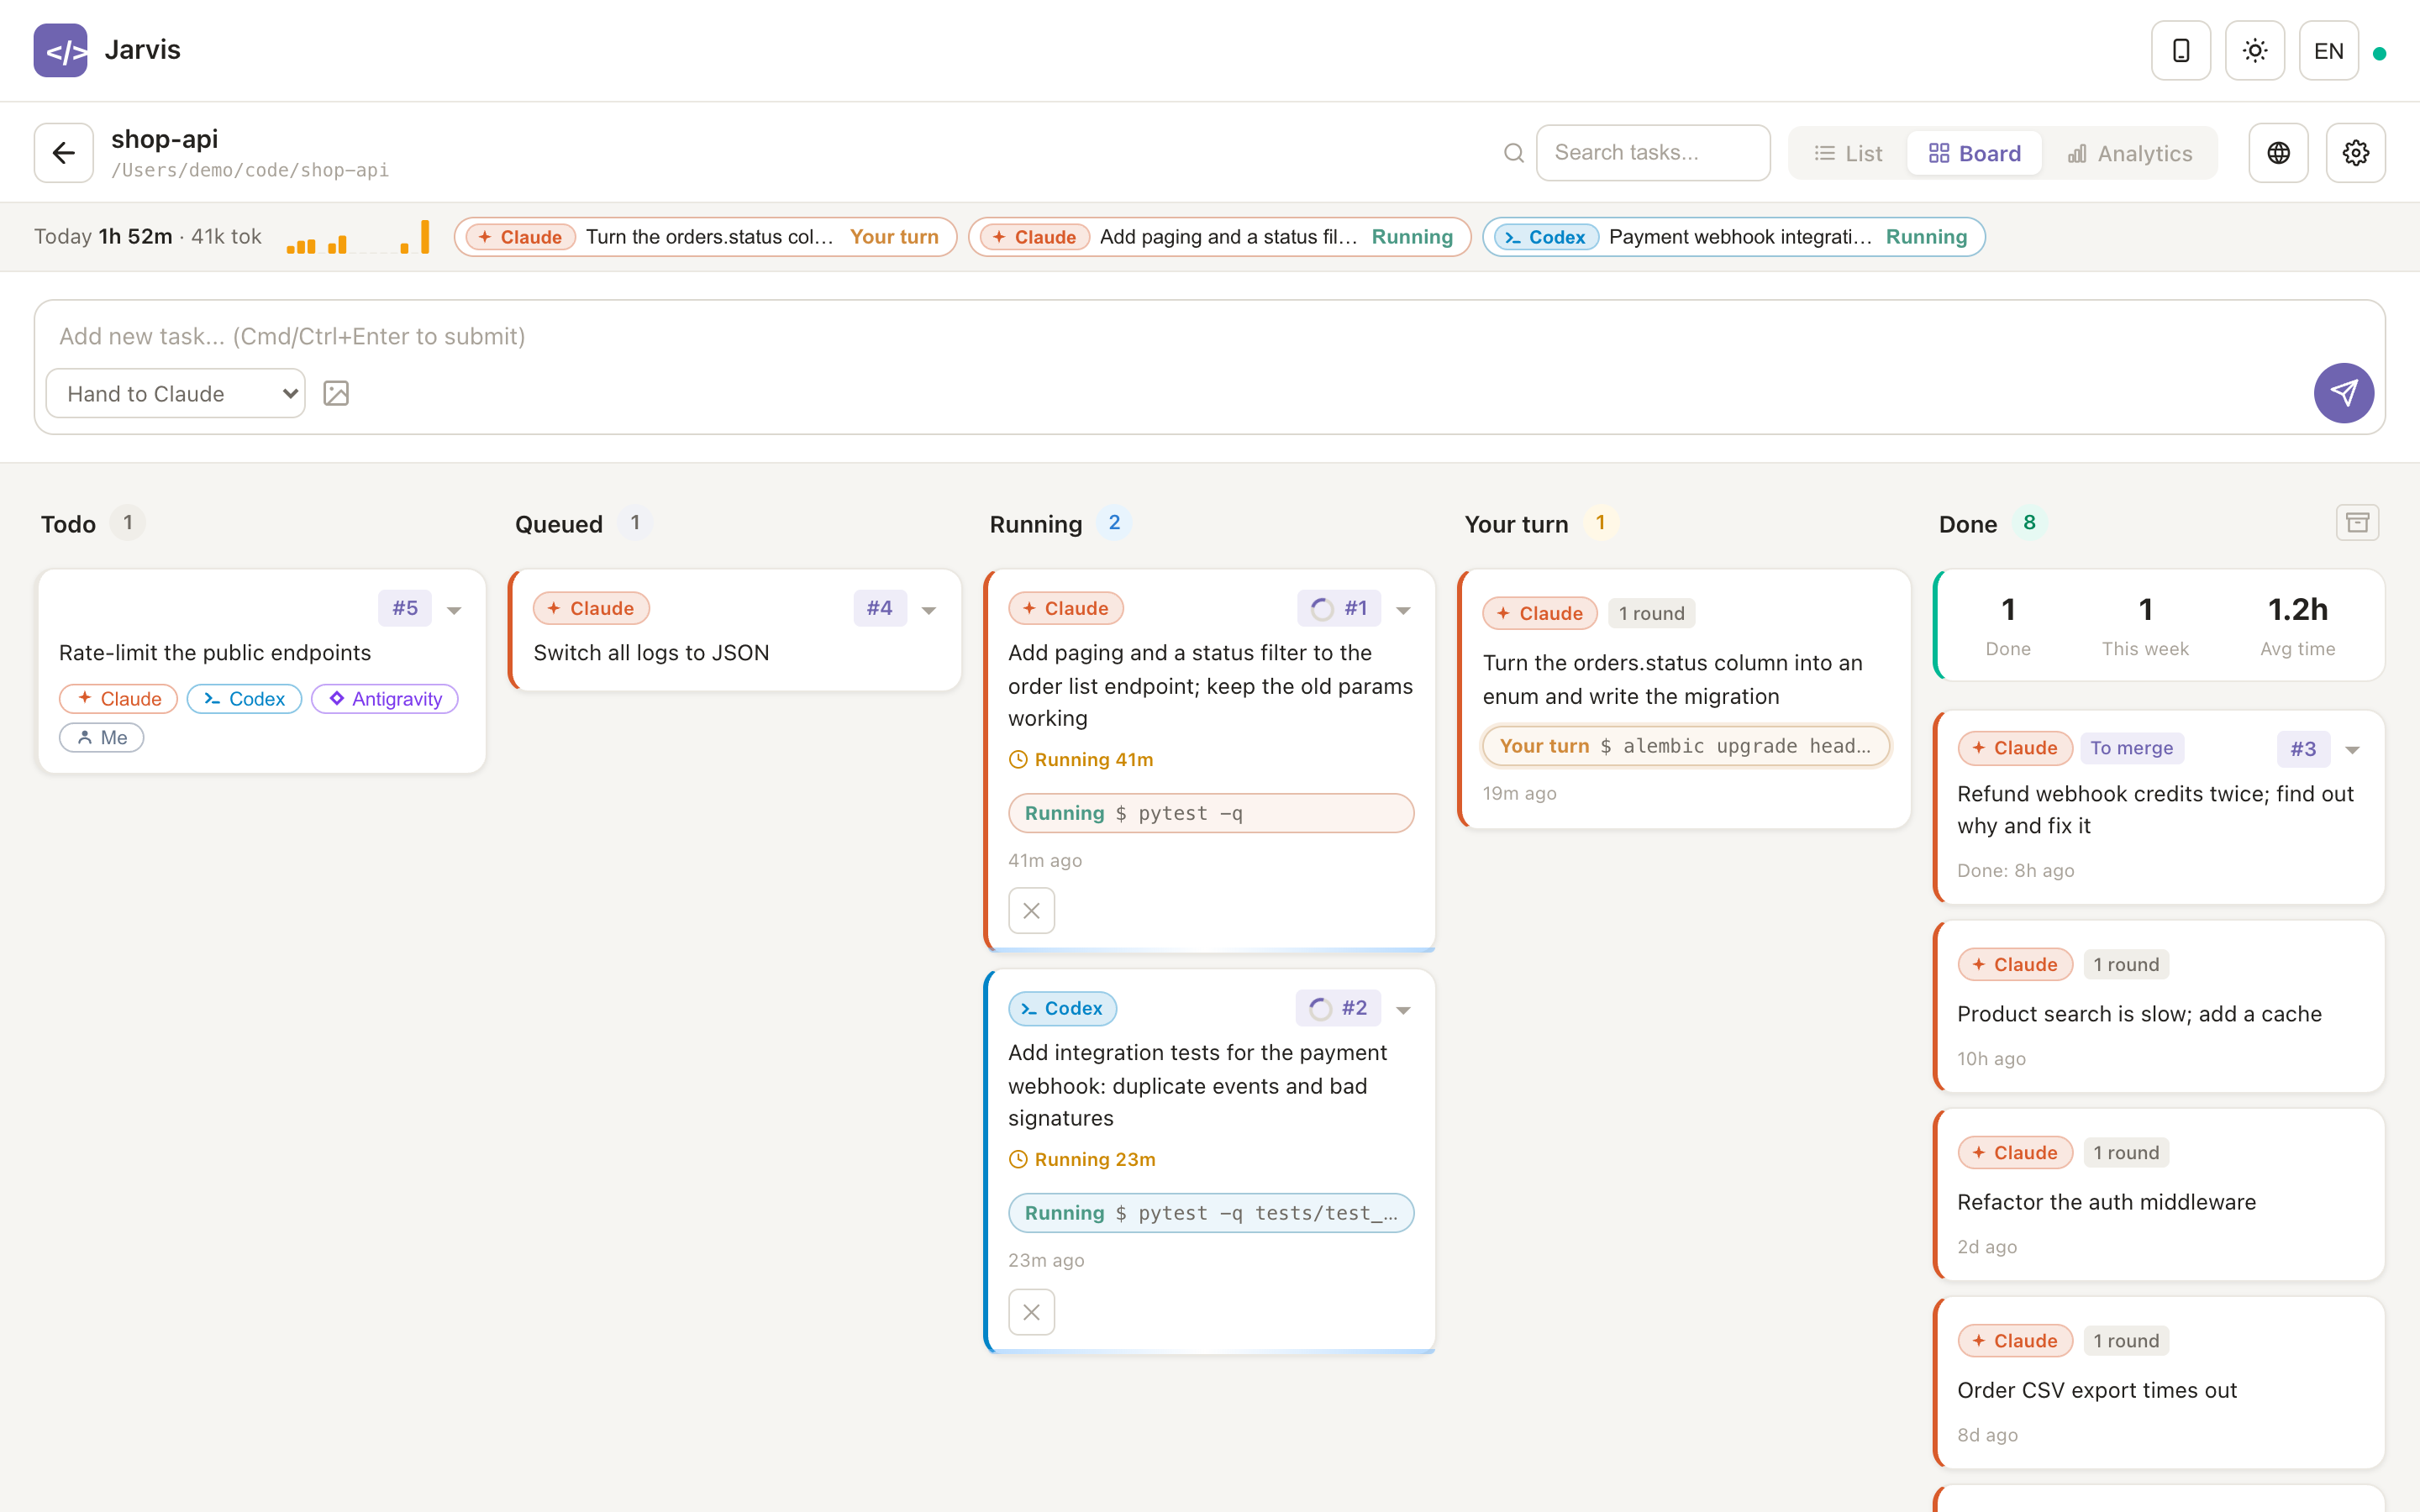 </> Jarvis
EN
shop-api
/Users/demo/code/shop-api
Search tasks...
List
Board
Analytics
Today 1h 52m · 41k tok
Claude Turn the orders.status col... Your turn
Claude Add paging and a status fil... Running
Codex Payment webhook integrati... Running
Add new task... (Cmd/Ctrl+Enter to submit)
Hand to Claude
Todo 1
#5
Rate-limit the public endpoints
Claude
Codex
Antigravity
Me
Queued 1
Claude #4
Switch all logs to JSON
Running 2
Claude #1
Add paging and a status filter to the
order list endpoint; keep the old params
working
Running 41m
Running $ pytest -q
41m ago
Codex #2
Add integration tests for the payment
webhook: duplicate events and bad
signatures
Running 23m
Running $ pytest -q tests/test_...
23m ago
Your turn 1
Claude 1 round
Turn the orders.status column into an
enum and write the migration
Your turn $ alembic upgrade head...
19m ago
Done 8
1 1 1.2h
Done This week Avg time
Claude To merge #3
Refund webhook credits twice; find out
why and fix it
Done: 8h ago
Claude 1 round
Product search is slow; add a cache
10h ago
Claude 1 round
Refactor the auth middleware
2d ago
Claude 1 round
Order CSV export times out
8d ago